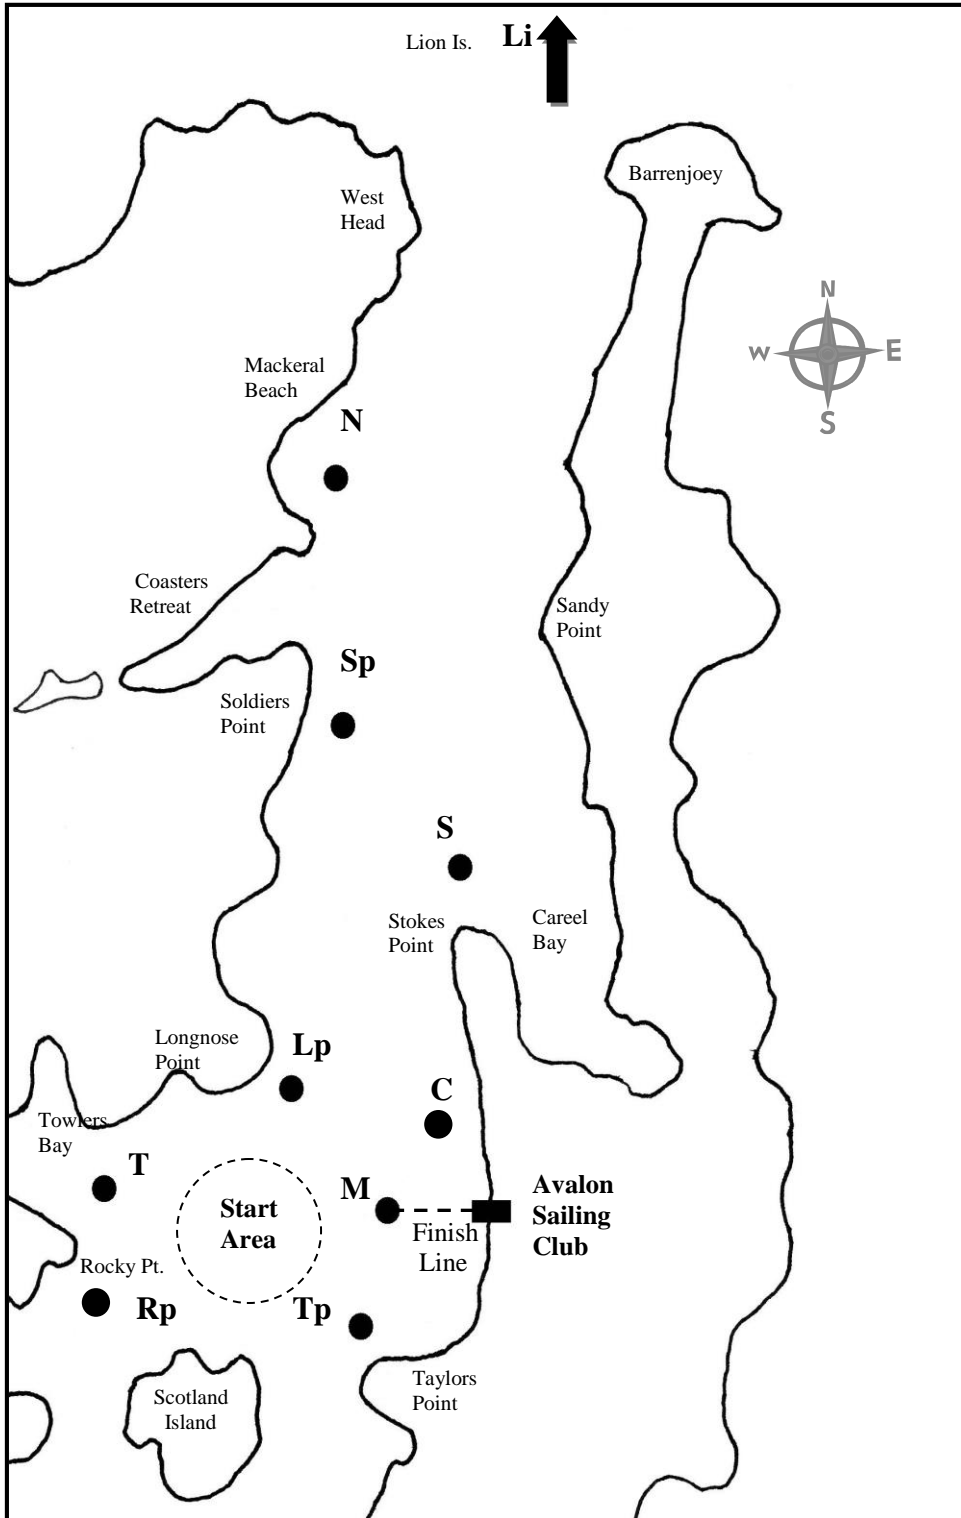 Lion Is.
Li
Barrenjoey
West
Head
N
W
E
S
Mackeral
Beach
N
Coasters
Retreat
Sandy
Point
Sp
Soldiers
Point
S
Stokes
Point
Careel
Bay
Longnose
Point
Lp
C
Towlers
Bay
T
M
Start
Area
Finish
Line
Avalon
Sailing
Club
Rocky Pt.
Rp
Tp
Scotland
Island
Taylors
Point